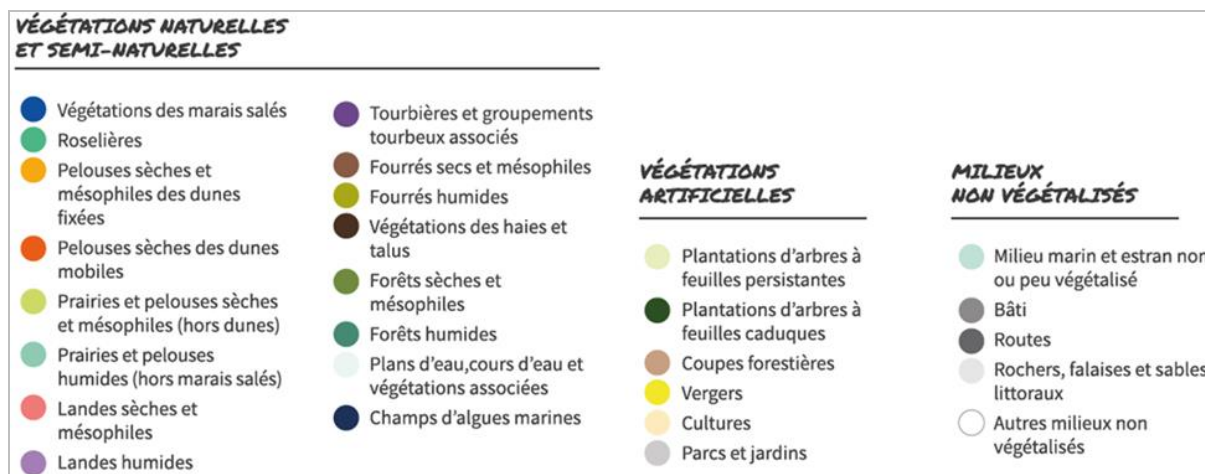 VÉGÉTATIONS NATURELLES
ET SEMI-NATURELLES
Végétations des marais salés
Roselières
Pelouses sèches et
mésophiles des dunes
fixées
Pelouses sèches des dunes
mobiles
Prairies et pelouses sèches
et mésophiles (hors dunes)
Prairies et pelouses
humides (hors marais salés)
Landes sèches et
mésophiles
Landes humides
Tourbières et groupements
tourbeux associés
Fourrés secs et mésophiles
Fourrés humides
Végétations des haies et
talus
Forêts sèches et
mésophiles
Forêts humides
Plans d'eau,cours d'eau et
végétations associées
Champs d'algues marines
VÉGÉTATIONS
ARTIFICIELLES
Plantations d'arbres à
feuilles persistantes
Plantations d'arbres à
feuilles caduques
Coupes forestières
Vergers
Cultures
Parcs et jardins
MILIEUX
NON VÉGÉTALISÉS
Milieu marin et estran non
ou peu végétalisé
Bâti
Routes
Rochers, falaises et sables
littoraux
Autres milieux non
végétalisés